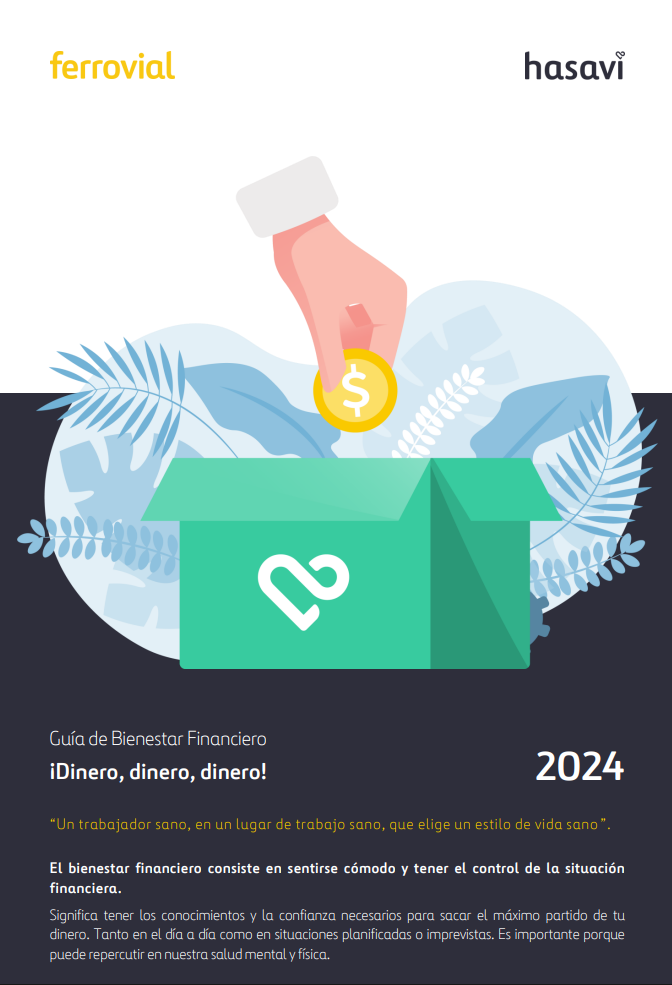 ferrovial
hasavi
$
Guía de Bienestar Financiero
¡Dinero, dinero, dinero!
2024
“Un trabajador sano, en un lugar de trabajo sano, que elige un estilo de vida sano”.
El bienestar financiero consiste en sentirse cómodo y tener el control de la situación
financiera.
Significa tener los conocimientos y la confianza necesarios para sacar el máximo partido de tu
dinero. Tanto en el día a día como en situaciones planificadas o imprevistas. Es importante porque
puede repercutir en nuestra salud mental y física.